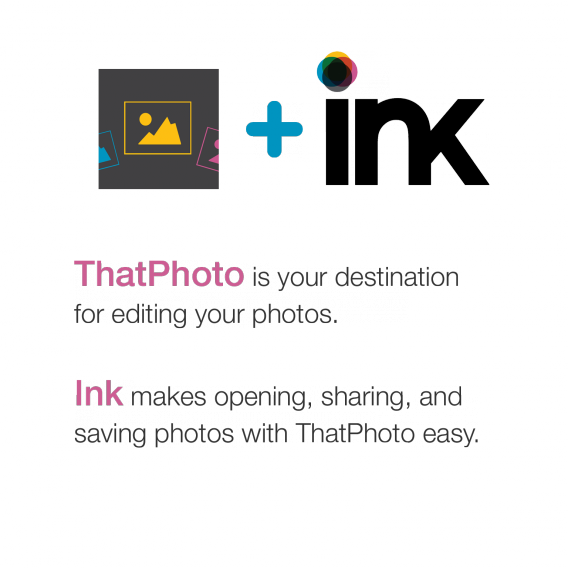 + ink
ThatPhoto is your destination
for editing your photos.
Ink makes opening, sharing, and
saving photos with ThatPhoto easy.